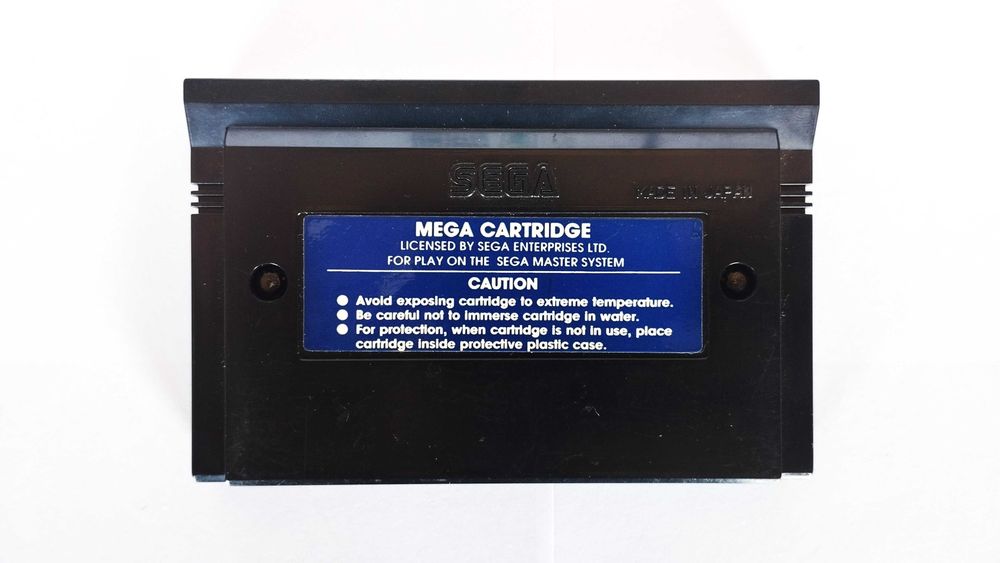 SEGA
MADE IN JAPAN
MEGA CARTRIDGE
LICENSED BY SEGA ENTERPRISES LTD.
FOR PLAY ON THE SEGA MASTER SYSTEM
CAUTION
● Avoid exposing cartridge to extreme temperature.
● Be careful not to immerse cartridge in water.
● For protection, when cartridge is not in use, place
cartridge inside protective plastic case.